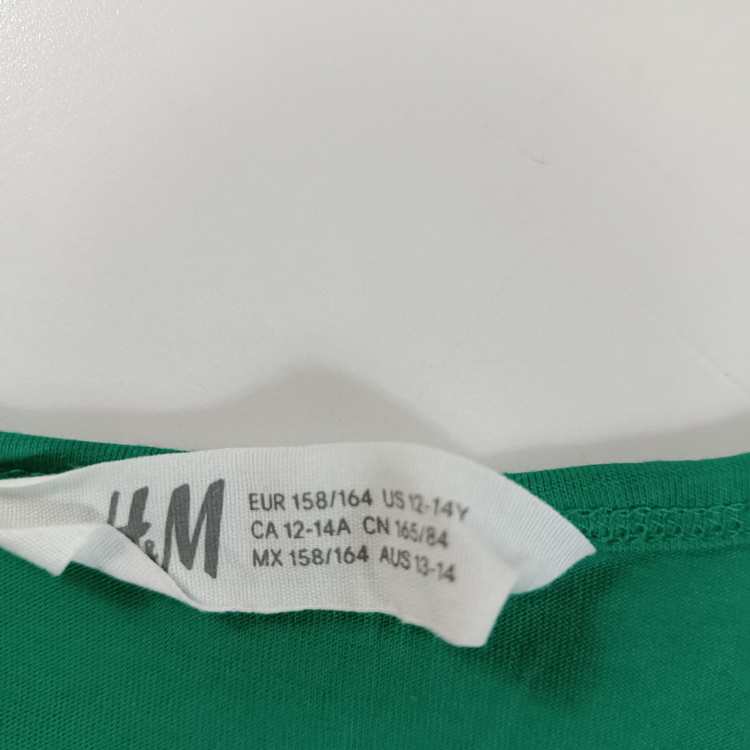 H&M
EUR 158/164 US 12-14Y
CA 12-14A CN 165/84
MX 158/164 AUS 13-14